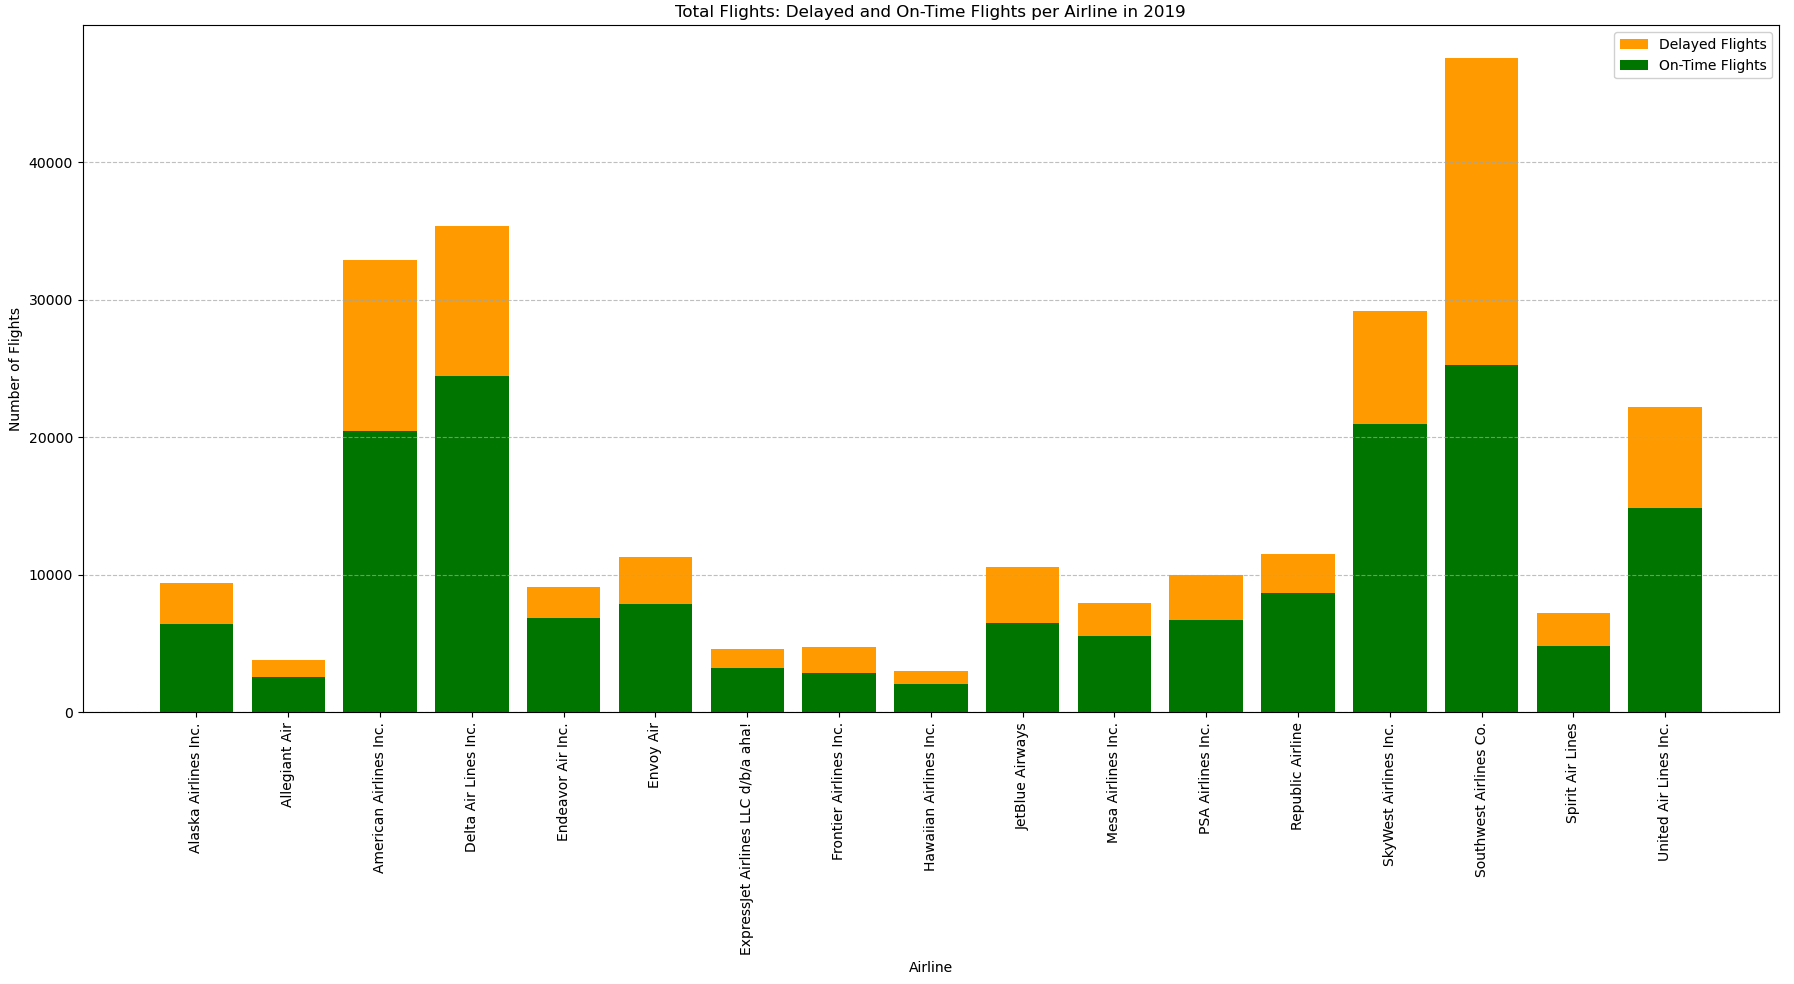 Total Flights: Delayed and On-Time Flights per Airline in 2019
Delayed Flights
On-Time Flights
Number of Flights
40000
30000
20000
10000
0
Alaska Airlines Inc.
Allegiant Air
American Airlines Inc.
Delta Air Lines Inc.
Endeavor Air Inc.
Envoy Air
ExpressJet Airlines LLC d/b/a aha!
Frontier Airlines Inc.
Hawaiian Airlines Inc.
JetBlue Airways
Mesa Airlines Inc.
PSA Airlines Inc.
Republic Airline
SkyWest Airlines Inc.
Southwest Airlines Co.
Spirit Air Lines
United Air Lines Inc.
Airline